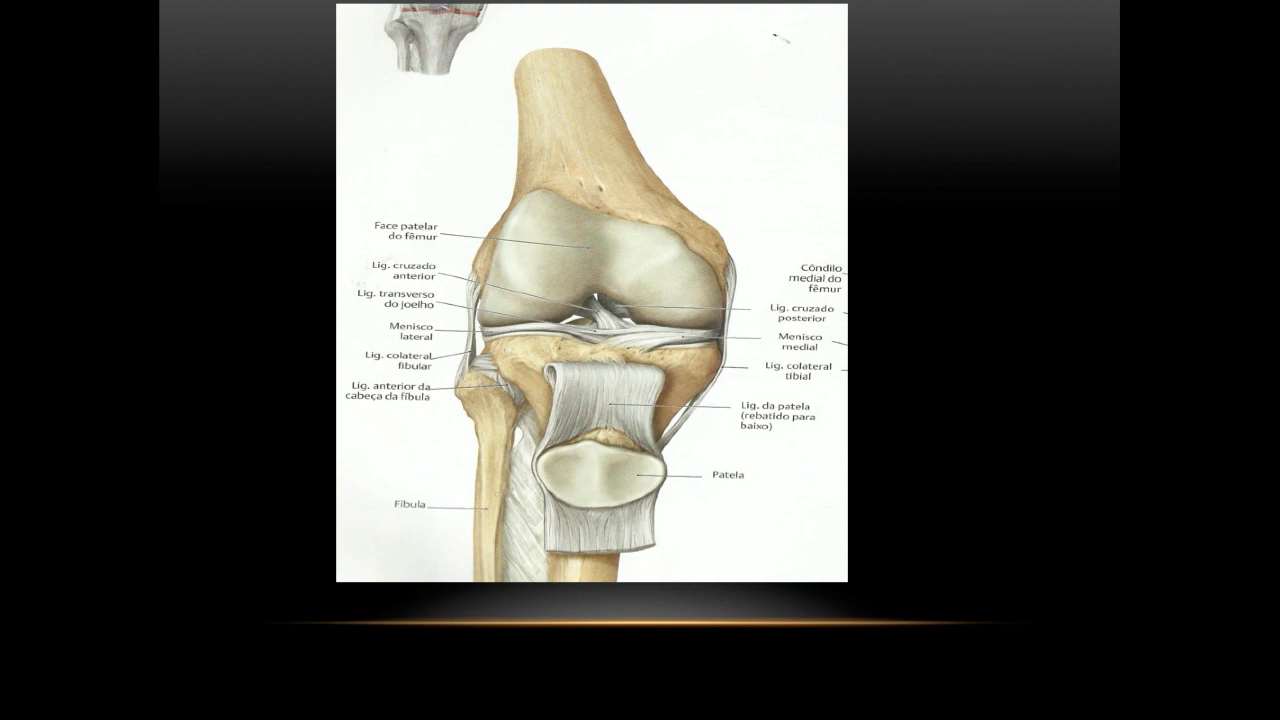 Face patelar
do fêmur
Lig. cruzado
anterior
Lig. transverso
do joelho
Menisco
lateral
Lig. colateral
fibular
Lig. anterior da
cabeça da fíbula
Fíbula
Côndilo
medial do
fêmur
Lig. cruzado
posterior
Menisco
medial
Lig. colateral
tibial
Lig. da patela
(rebatido para
baixo)
Patela